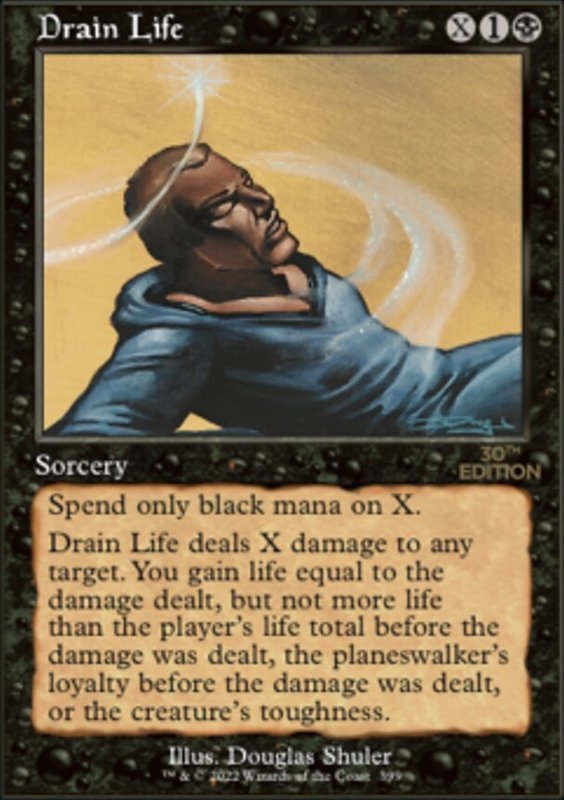 Drain Life X1
Sorcery
30TH
EDITION
Spend only black mana on X.
Drain Life deals X damage to any
target. You gain life equal to the
damage dealt, but not more life
than the player's life total before the
damage was dealt, the planeswalker's
loyalty before the damage was dealt,
or the creature's toughness.
Illus. Douglas Shuler
™ & © 2022 Wizards of the Coast